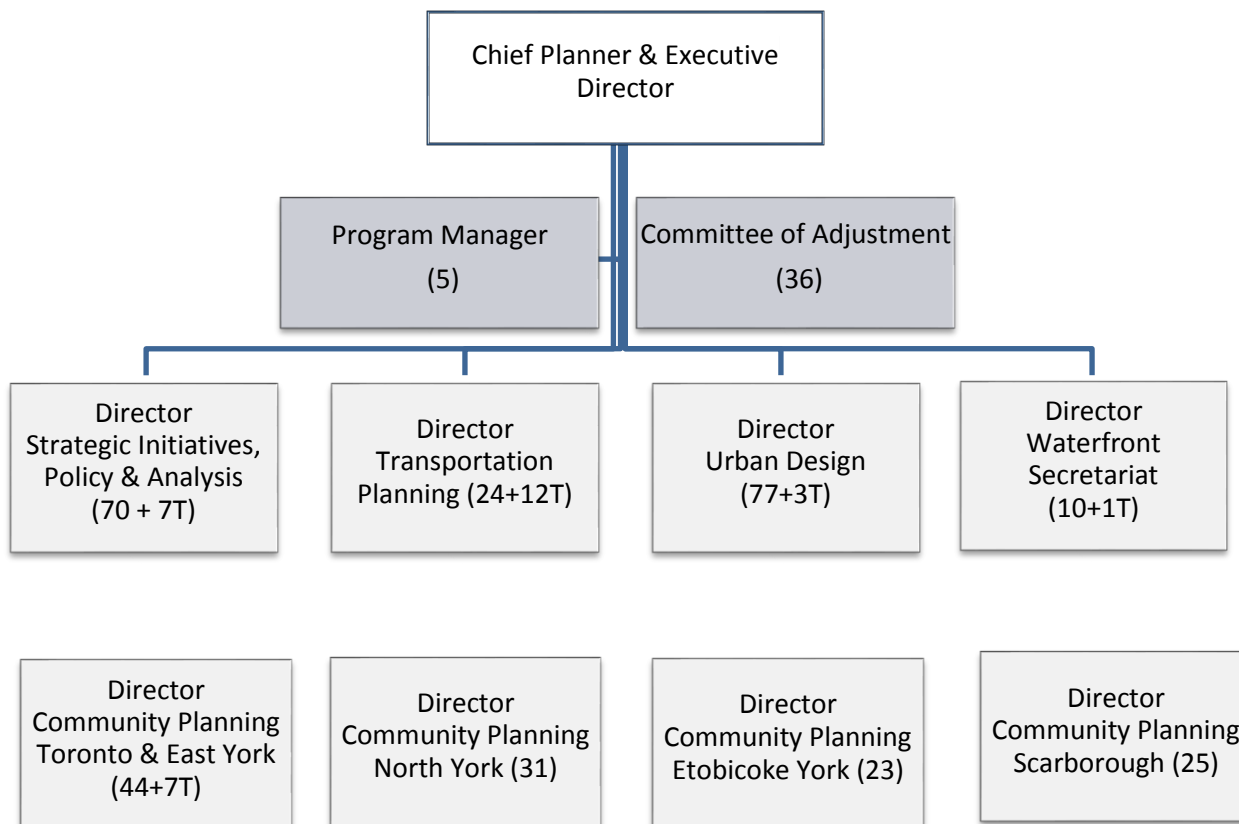 Chief Planner & Executive
Director
Program Manager
(5)
Committee of Adjustment
(36)
Director
Strategic Initiatives,
Policy & Analysis
(70 + 7T)
Director
Transportation
Planning (24+12T)
Director
Urban Design
(77+3T)
Director
Waterfront
Secretariat
(10+1T)
Director
Community Planning
Toronto & East York
(44+7T)
Director
Community Planning
North York (31)
Director
Community Planning
Etobicoke York (23)
Director
Community Planning
Scarborough (25)